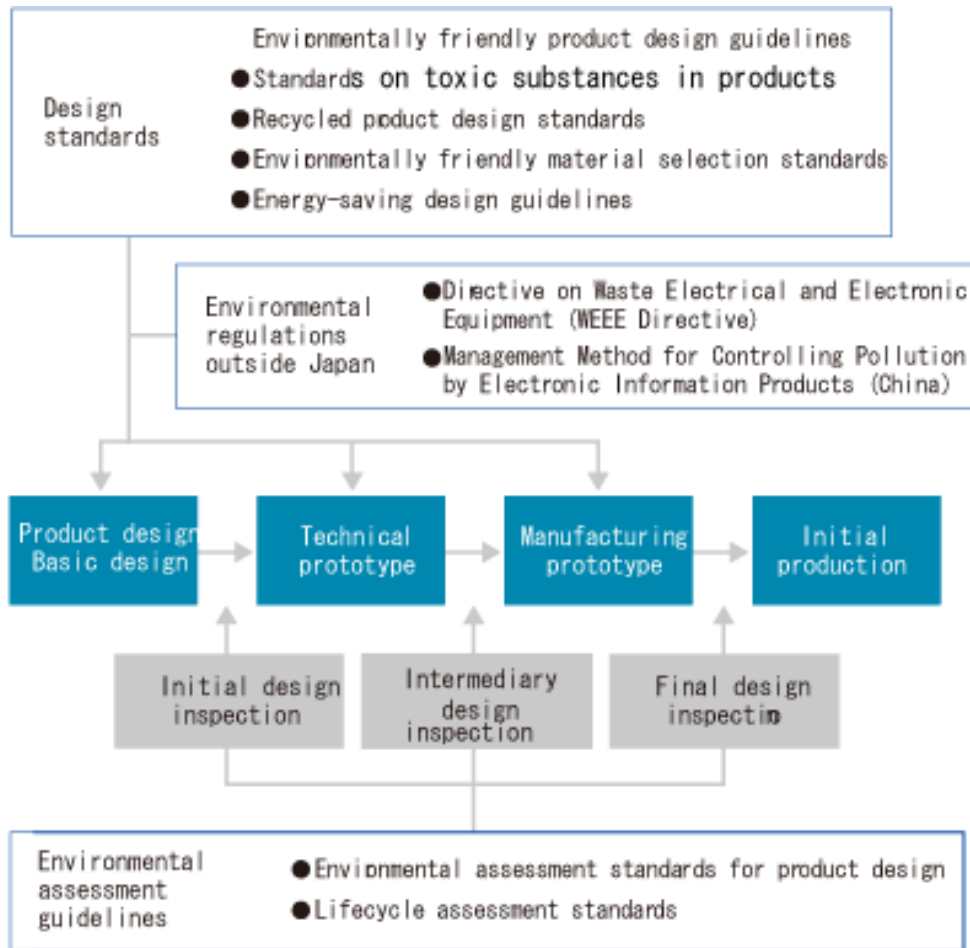 Environmentally friendly product design guidelines
Design
standards
●Standards on toxic substances in products
●Recycled product design standards
●Environmentally friendly material selection standards
●Energy-saving design guidelines
Environmental
regulations
outside Japan
●Directive on Waste Electrical and Electronic
Equipment (WEEE Directive)
●Management Method for Controlling Pollution
by Electronic Information Products (China)
Product design
Basic design
Technical
prototype
Manufacturing
prototype
Initial
production
Initial design
inspection
Intermediary
design
inspection
Final design
inspection
Environmental
assessment
guidelines
●Environmental assessment standards for product design
●Lifecycle assessment standards